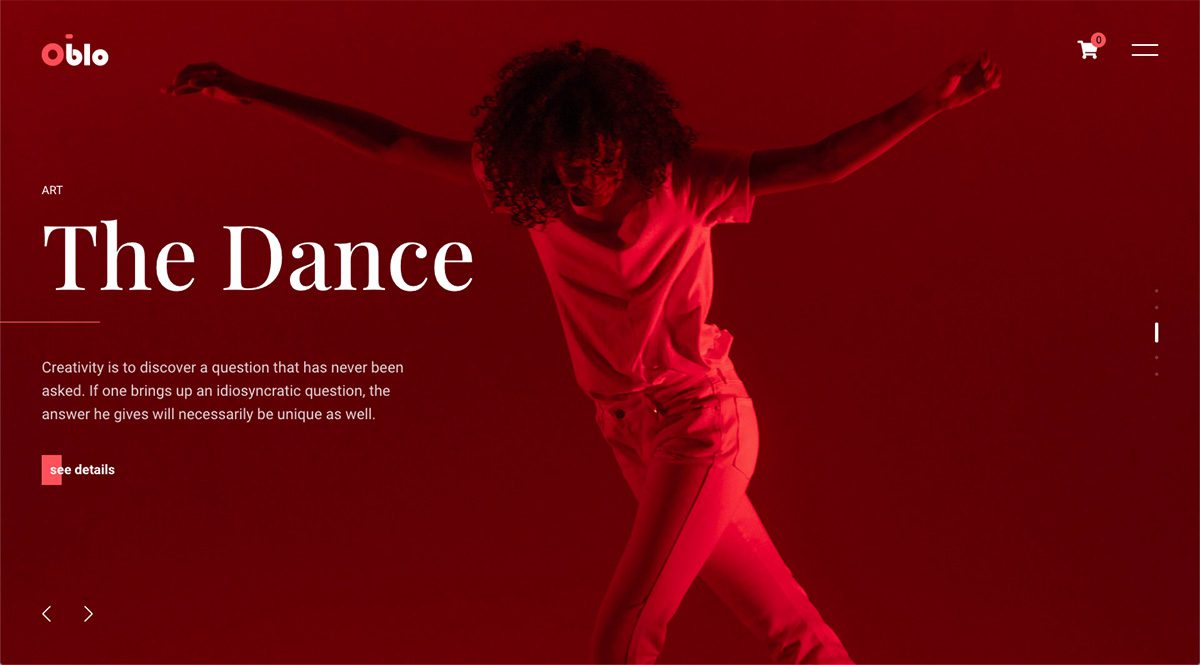 Oblo
0
ART
The Dance
Creativity is to discover a question that has never been
asked. If one brings up an idiosyncratic question, the
answer he gives will necessarily be unique as well.
see details